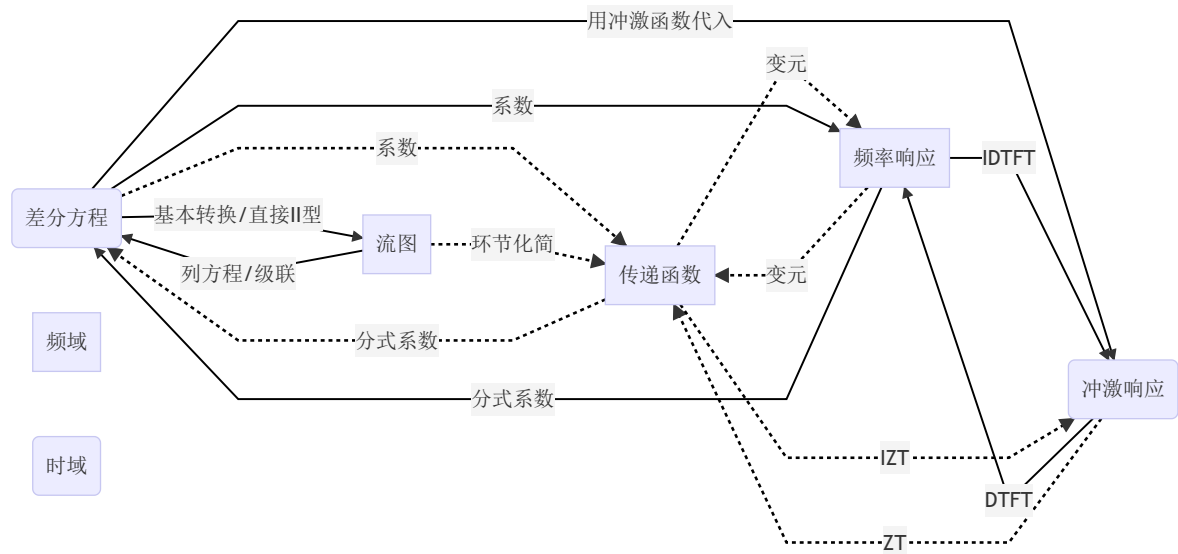 用冲激函数代入
变元
系数
系数
频率响应
IDTFT
差分方程
基本转换/直接II型
流图
环节化简
列方程/级联
传递函数
变元
频域
分式系数
冲激响应
分式系数
时域
IZT
DTFT
ZT